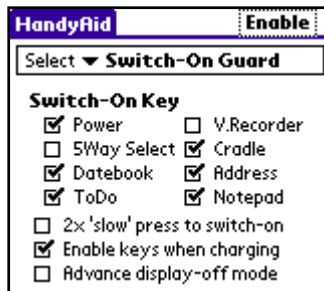 HandyAid Enable
Select Switch-On Guard
Switch-On Key
Power V.Recorder
5Way Select Cradle
Datebook Address
ToDo Notepad
2x 'slow' press to switch-on
Enable keys when charging
Advance display-off mode